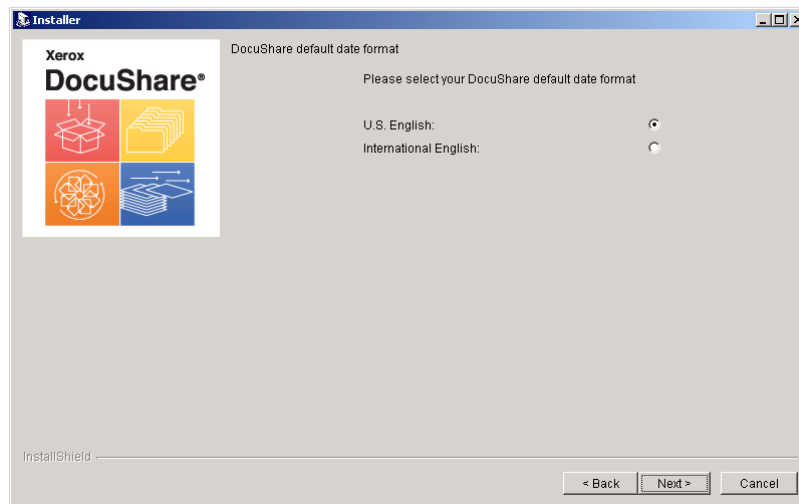 Installer
Xerox
DocuShare®
DocuShare default date format
Please select your DocuShare default date format
U.S. English:
International English:
InstallShield
< Back
Next >
Cancel